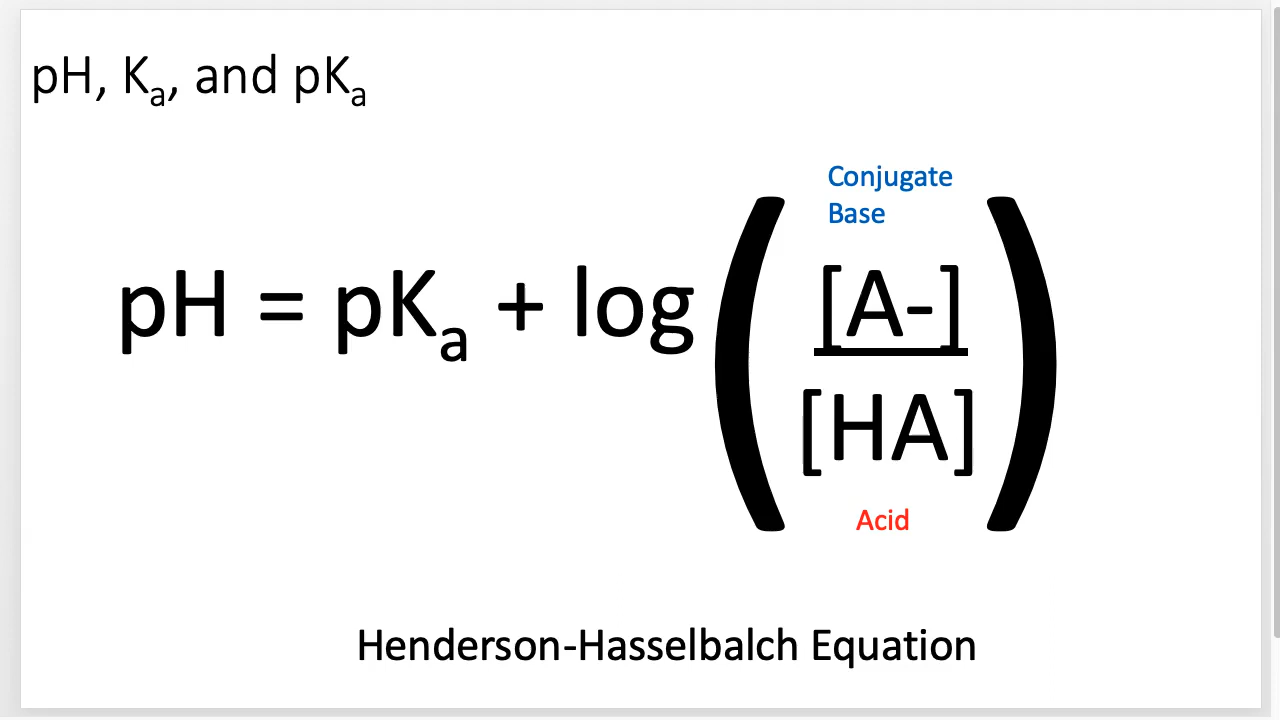 pH, Kₐ, and pKₐ
Conjugate
Base
pH = pKₐ + log ( [A-]
[HA] )
Acid
Henderson-Hasselbalch Equation